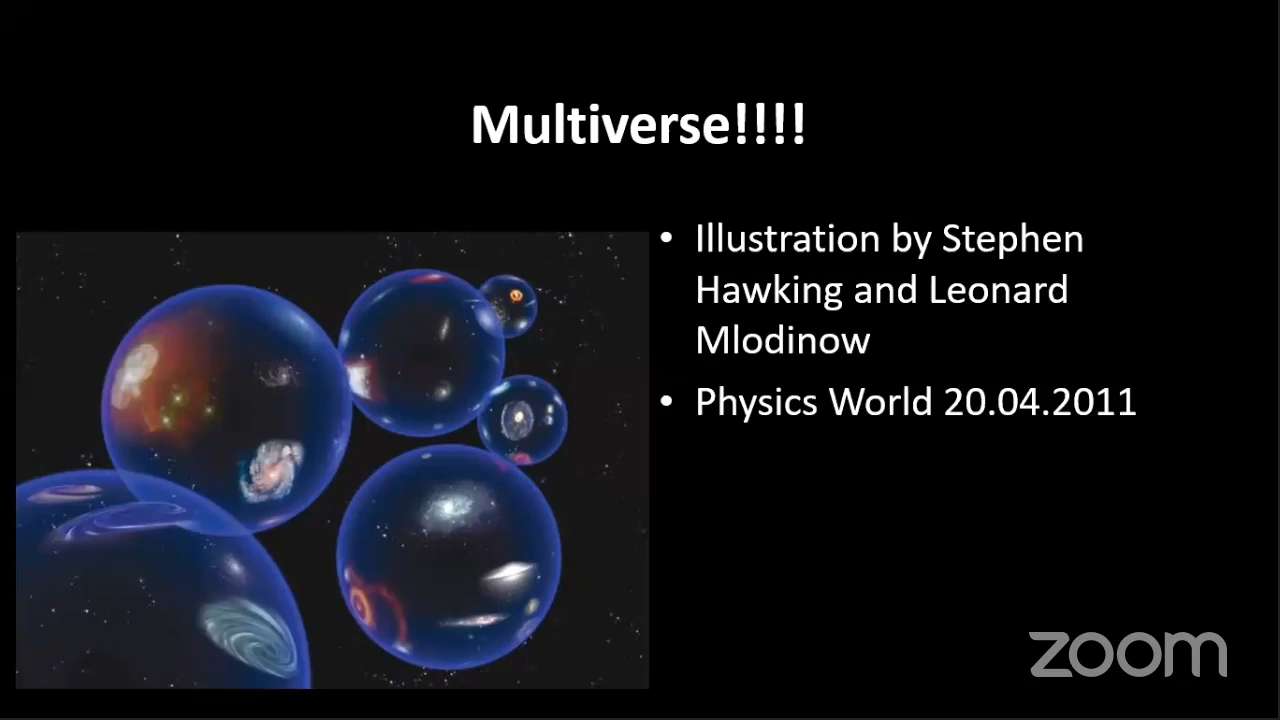 Multiverse!!!!
• Illustration by Stephen
Hawking and Leonard
Mlodinow
• Physics World 20.04.2011
zoom